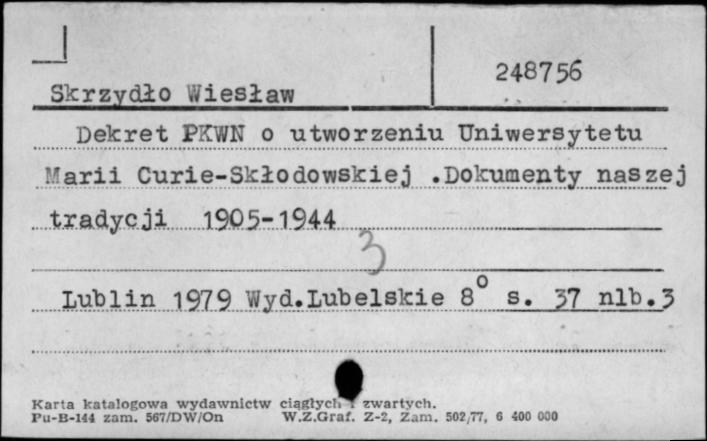 248756
Skrzydło Wiesław
Dekret PKWN o utworzeniu Uniwersytetu
Marii Curie-Skłodowskiej .Dokumenty naszej
tradycji 1905-1944
3
Lublin 1979 Wyd.Lubelskie 8° s. 37 nlb.3
Karta katalogowa wydawnictw ciągłych i zwartych.
Pu-B-144 zam. 567/DW/On W.Z.Graf. Z-2, Zam. 502/77, 6 400 000